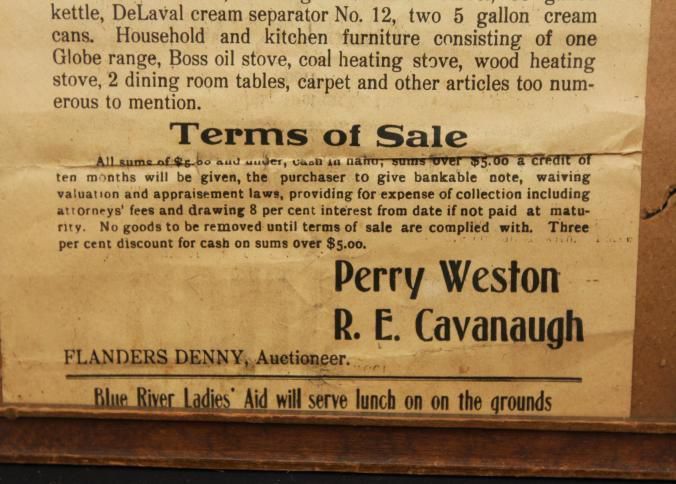 kettle, DeLaval cream separator No. 12, two 5 gallon cream
cans. Household and kitchen furniture consisting of one
Globe range, Boss oil stove, coal heating stove, wood heating
stove, 2 dining room tables, carpet and other articles too num-
erous to mention.
Terms of Sale
All sums of $5.00 and under, cash in hand; sums over $5.00 a credit of
ten months will be given, the purchaser to give bankable note, waiving
valuation and appraisement laws, providing for expense of collection including
attorneys' fees and drawing 8 per cent interest from date if not paid at matu-
rity. No goods to be removed until terms of sale are complied with. Three
per cent discount for cash on sums over $5.00.
Perry Weston
R. E. Cavanaugh
FLANDERS DENNY, Auctioneer.
Blue River Ladies' Aid will serve lunch on on the grounds